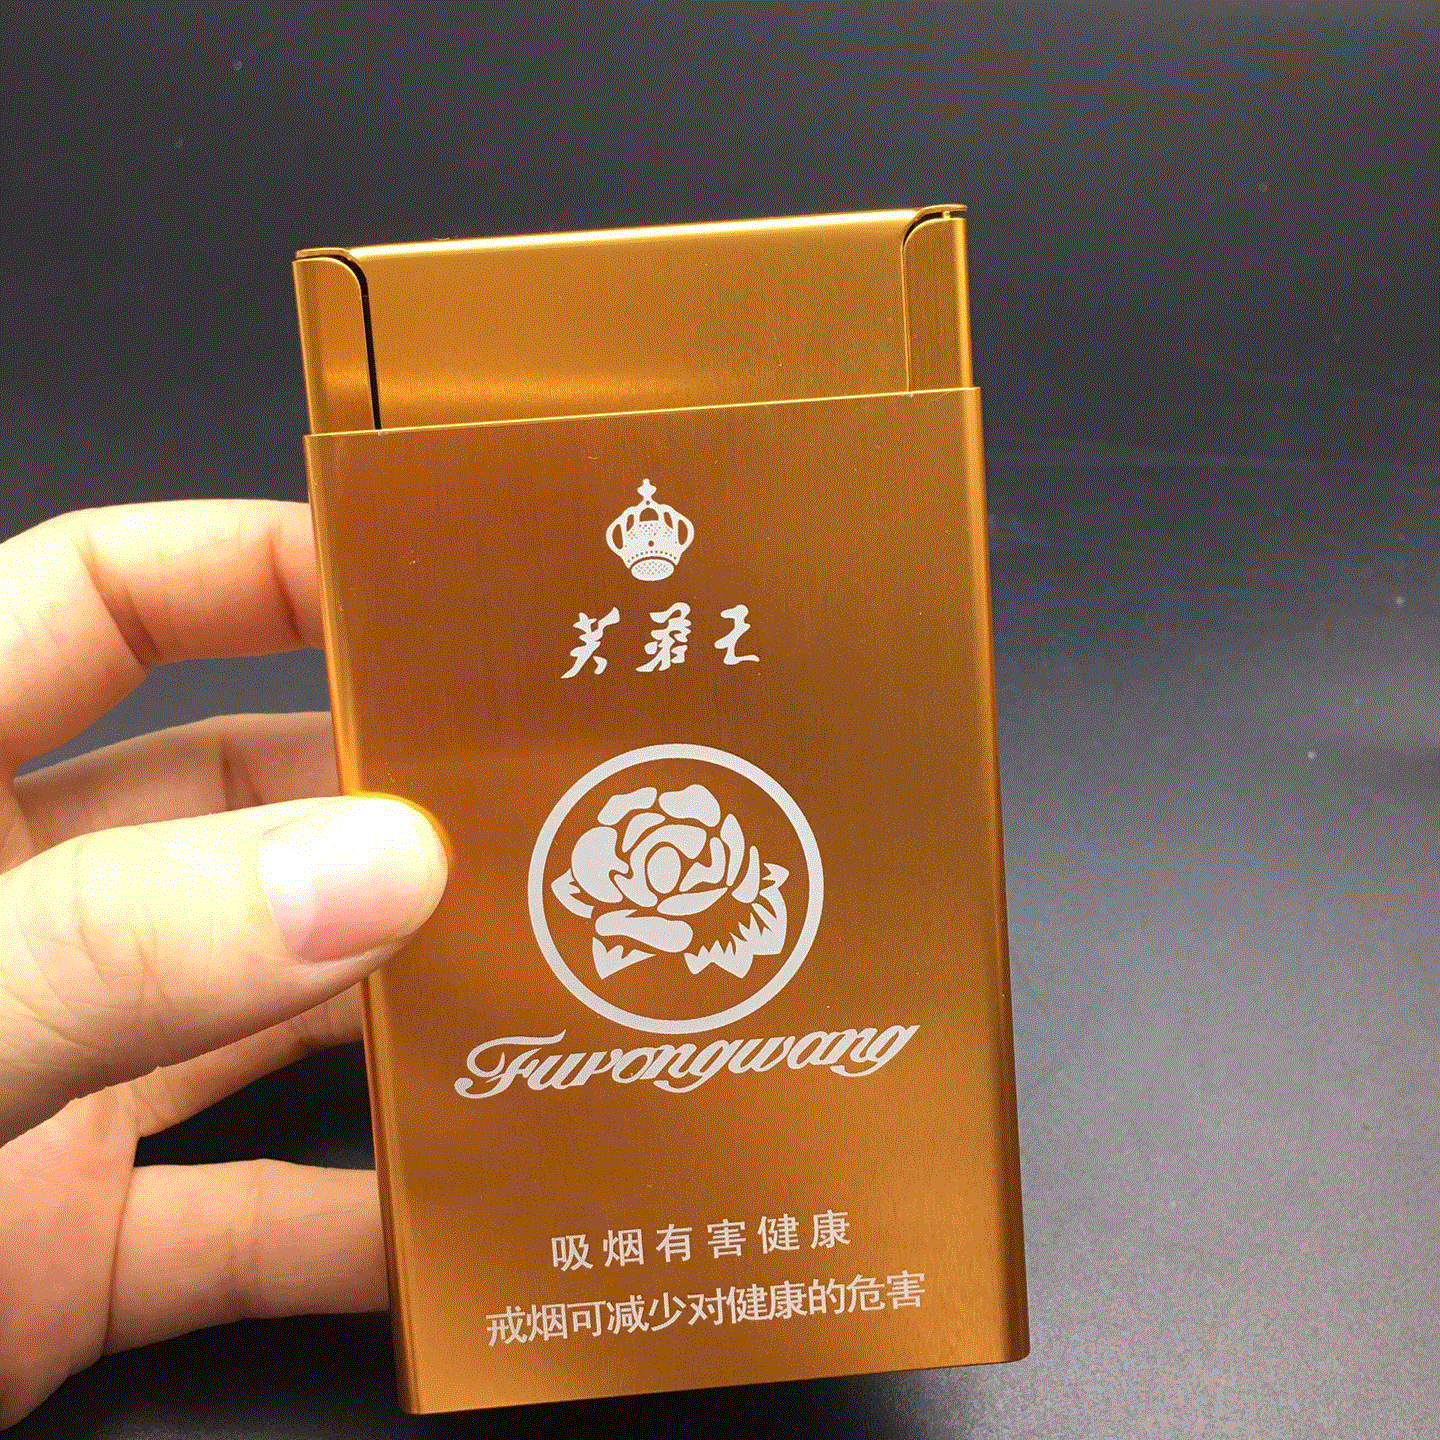 芙蓉王
Furongwang
吸烟有害健康
戒烟可减少对健康的危害